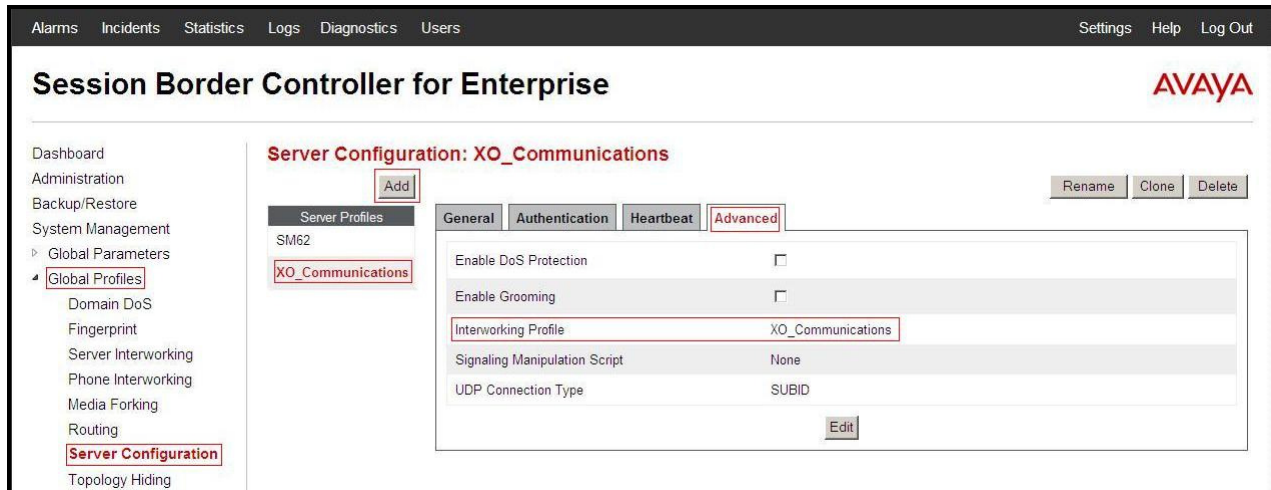 Alarms Incidents Statistics Logs Diagnostics Users Settings Help Log Out
Session Border Controller for Enterprise
AVAYA
Dashboard
Administration
Backup/Restore
System Management
Global Parameters
Global Profiles
Domain DoS
Fingerprint
Server Interworking
Phone Interworking
Media Forking
Routing
Server Configuration
Topology Hiding
Server Configuration: XO_Communications
Add
Rename Clone Delete
Server Profiles
SM62
XO_Communications
General Authentication Heartbeat Advanced
Enable DoS Protection
Enable Grooming
Interworking Profile XO_Communications
Signaling Manipulation Script None
UDP Connection Type SUBID
Edit